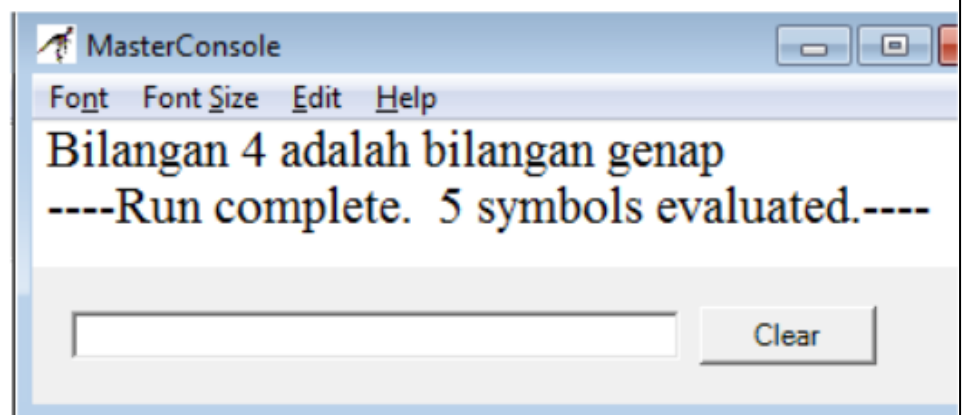 MasterConsole
Font Font Size Edit Help
Bilangan 4 adalah bilangan genap
----Run complete.  5 symbols evaluated.----
Clear